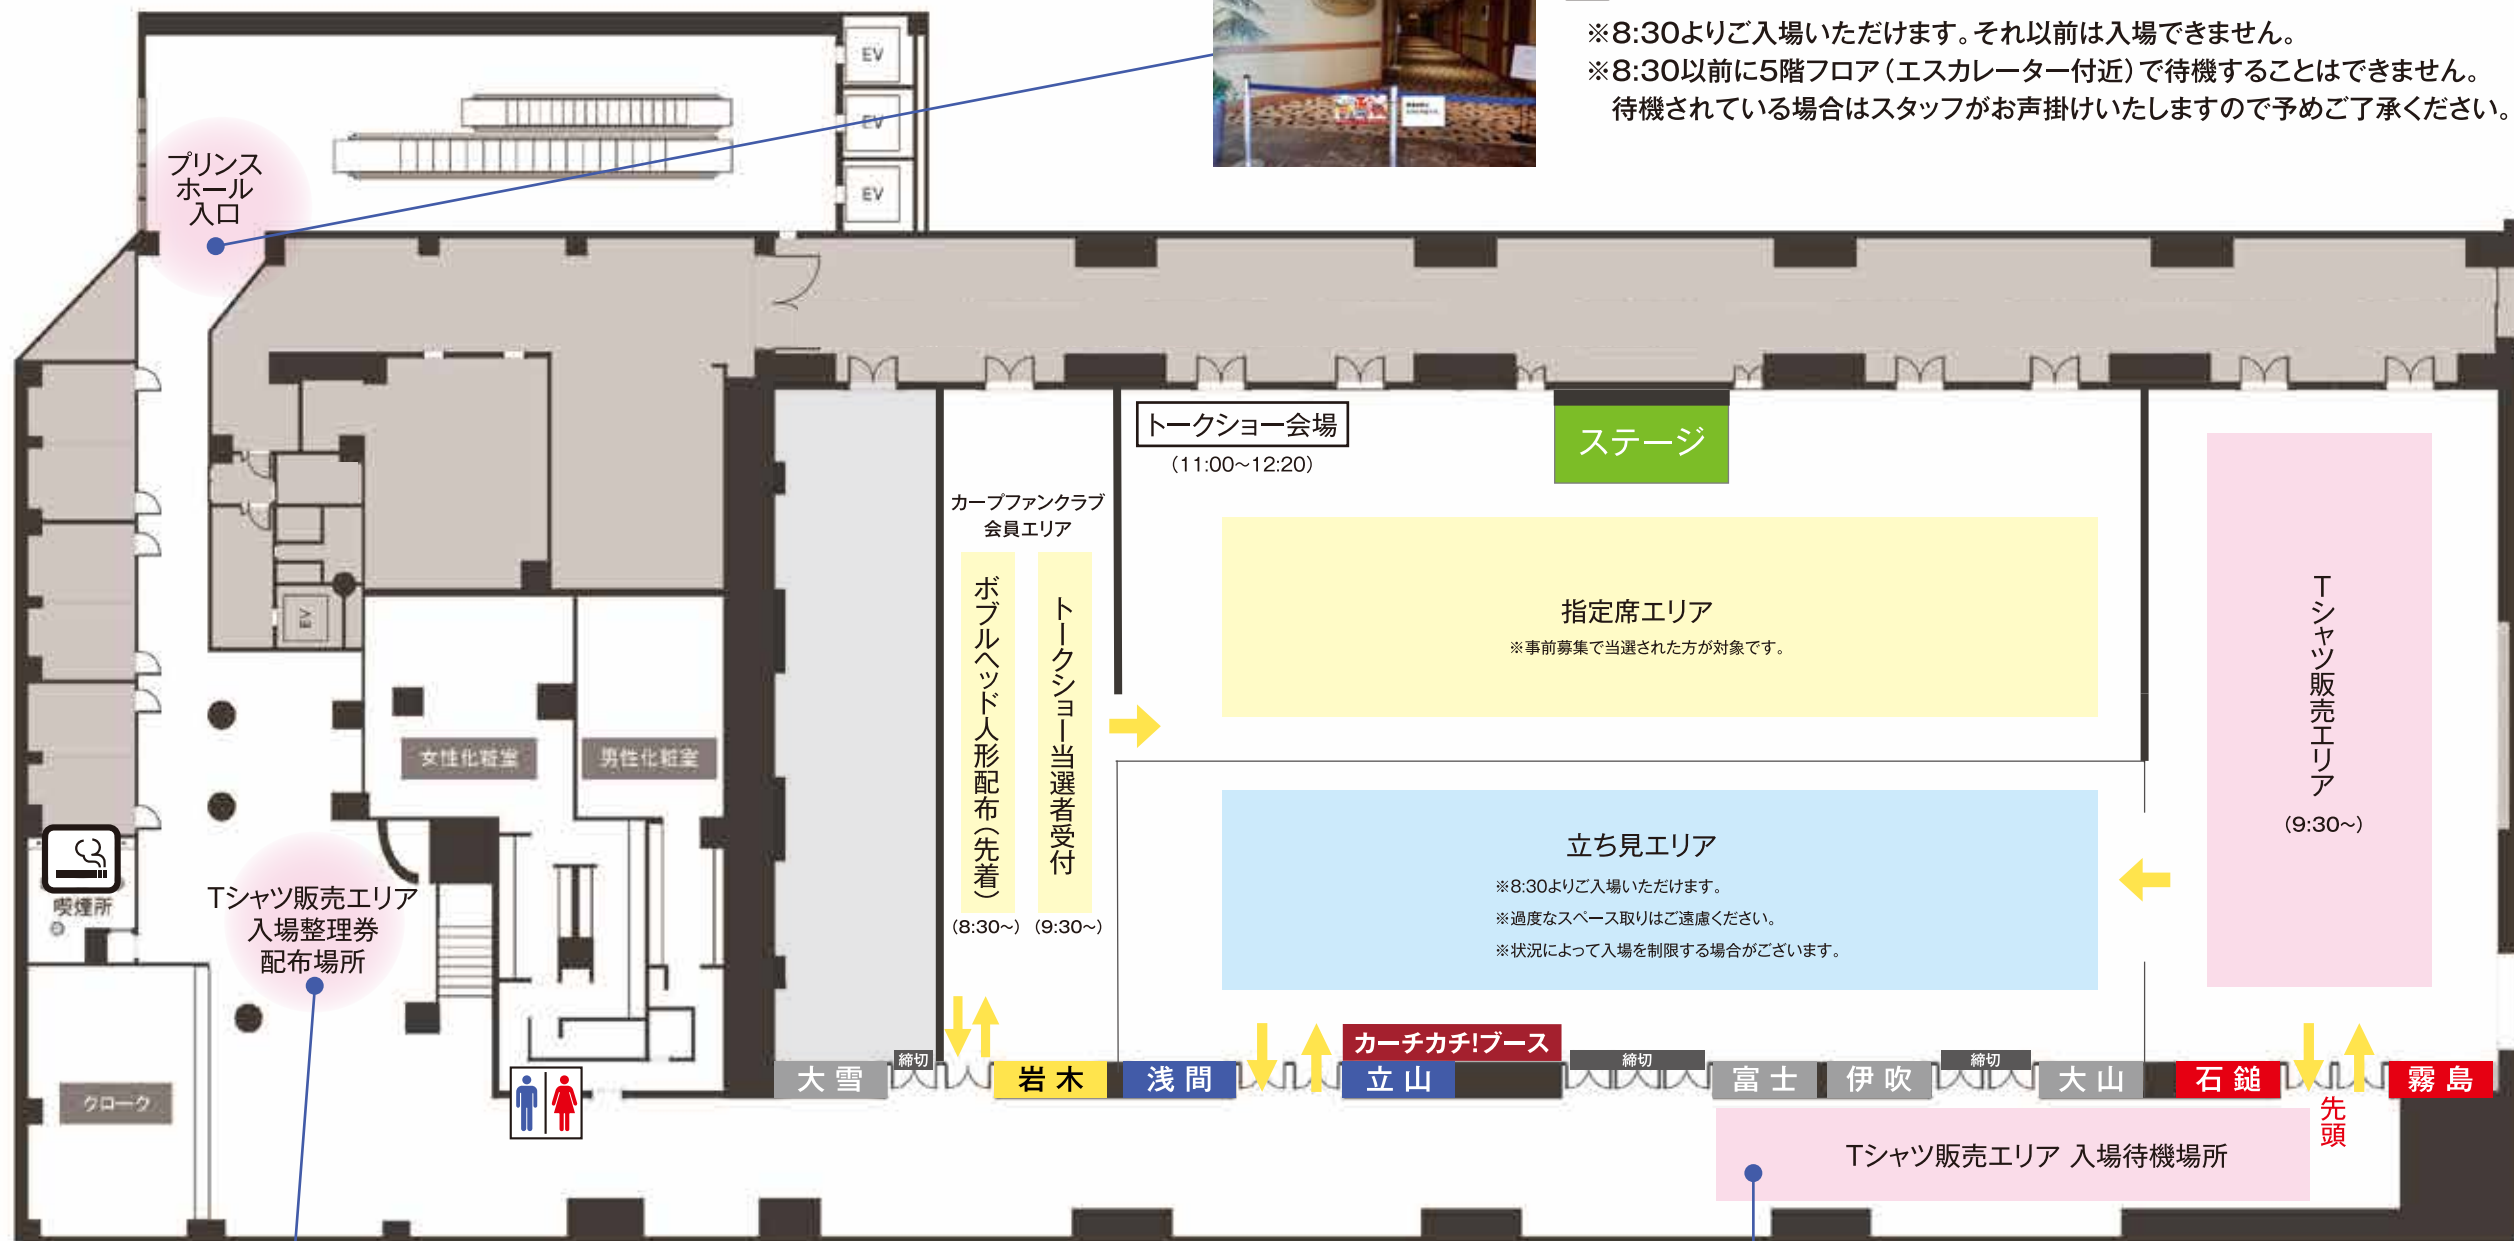 ※8:30よりご入場いただけます。それ以前は入場できません。
※8:30以前に5階フロア（エスカレーター付近）で待機することはできません。
待機されている場合はスタッフがお声掛けいたしますので予めご了承ください。
EV
EV
EV
プリンス
ホール
入口
トークショー会場
（11:00～12:20）
ステージ
カープファンクラブ
会員エリア
ボブルヘッド人形配布（先着）
（8:30～）
トークショー当選者受付
（9:30～）
指定席エリア
※事前募集で当選された方が対象です。
Tシャツ販売エリア
（9:30～）
立ち見エリア
※8:30よりご入場いただけます。
※過度なスペース取りはご遠慮ください。
※状況によって入場を制限する場合がございます。
EV
女性化粧室
男性化粧室
喫煙所
Tシャツ販売エリア
入場整理券
配布場所
クローク
カーチカチ!ブース
大雪
締切
岩木
浅間
立山
締切
富士
伊吹
締切
大山
石鎚
霧島
先頭
Tシャツ販売エリア 入場待機場所